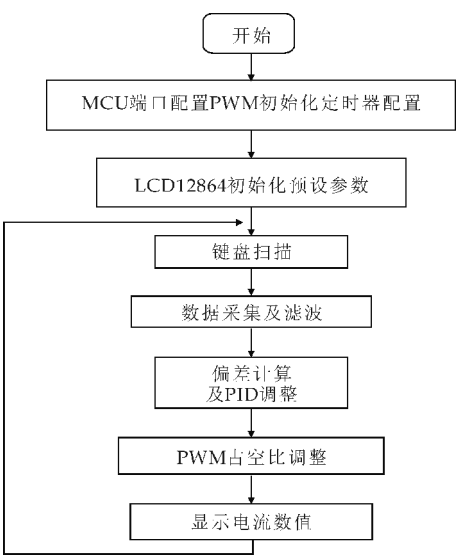 开始
MCU端口配置PWM初始化定时器配置
LCD12864初始化预设参数
键盘扫描
数据采集及滤波
偏差计算
及PID调整
PWM占空比调整
显示电流数值